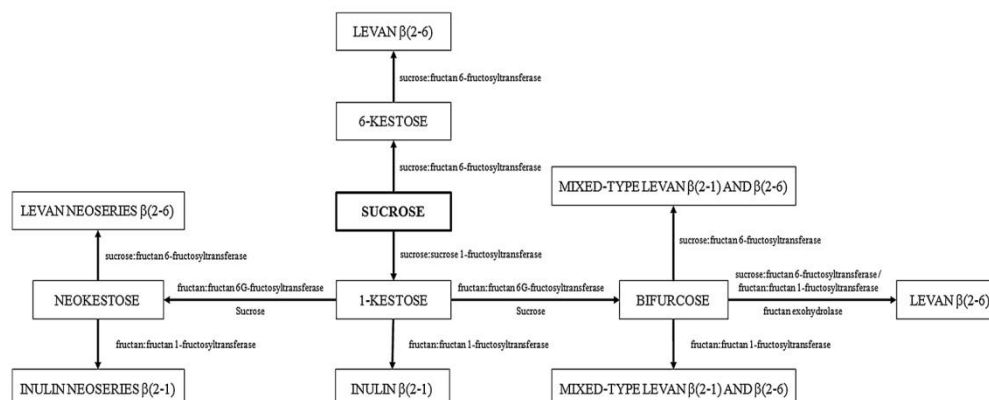 LEVAN β(2-6)
sucrose:fructan 6-fructosyltransferase
6-KESTOSE
sucrose:fructan 6-fructosyltransferase
MIXED-TYPE LEVAN β(2-1) AND β(2-6)
LEVAN NEOSERIES β(2-6)
SUCROSE
sucrose:fructan 6-fructosyltransferase
sucrose:sucrose 1-fructosyltransferase
sucrose:fructan 6-fructosyltransferase
NEOKESTOSE
fructan:fructan 6G-fructosyltransferase
Sucrose
1-KESTOSE
fructan:fructan 6G-fructosyltransferase
Sucrose
BIFURCOSE
sucrose:fructan 6-fructosyltransferase /
fructan:fructan 1-fructosyltransferase
fructan exohydrolase
LEVAN β(2-6)
fructan:fructan 1-fructosyltransferase
fructan:fructan 1-fructosyltransferase
fructan:fructan 1-fructosyltransferase
INULIN NEOSERIES β(2-1)
INULIN β(2-1)
MIXED-TYPE LEVAN β(2-1) AND β(2-6)